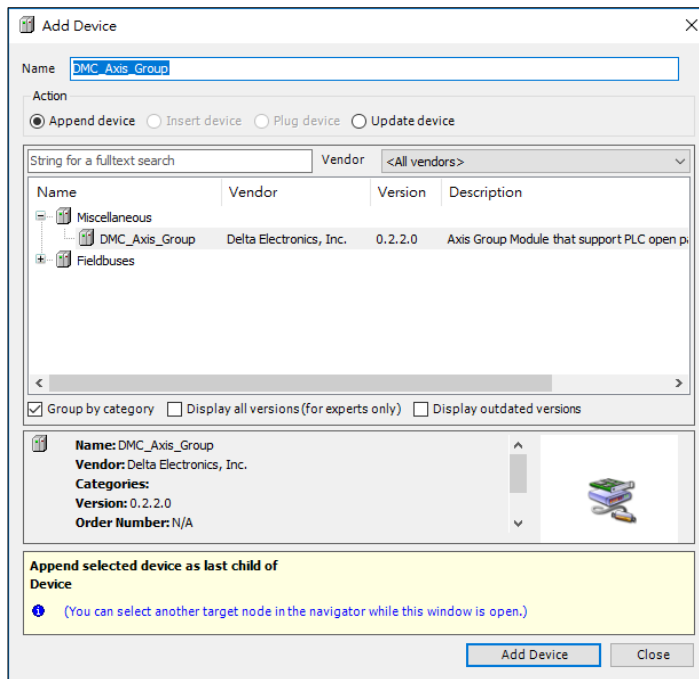 Add Device
Name DMC_Axis_Group
Action
Append device Insert device Plug device Update device
String for a fulltext search Vendor <All vendors>
Name Vendor Version Description
Miscellaneous
DMC_Axis_Group Delta Electronics, Inc. 0.2.2.0 Axis Group Module that support PLC open pa
Fieldbuses
Group by category Display all versions (for experts only) Display outdated versions
Name: DMC_Axis_Group
Vendor: Delta Electronics, Inc.
Categories:
Version: 0.2.2.0
Order Number: N/A
Append selected device as last child of
Device
(You can select another target node in the navigator while this window is open.)
Add Device Close